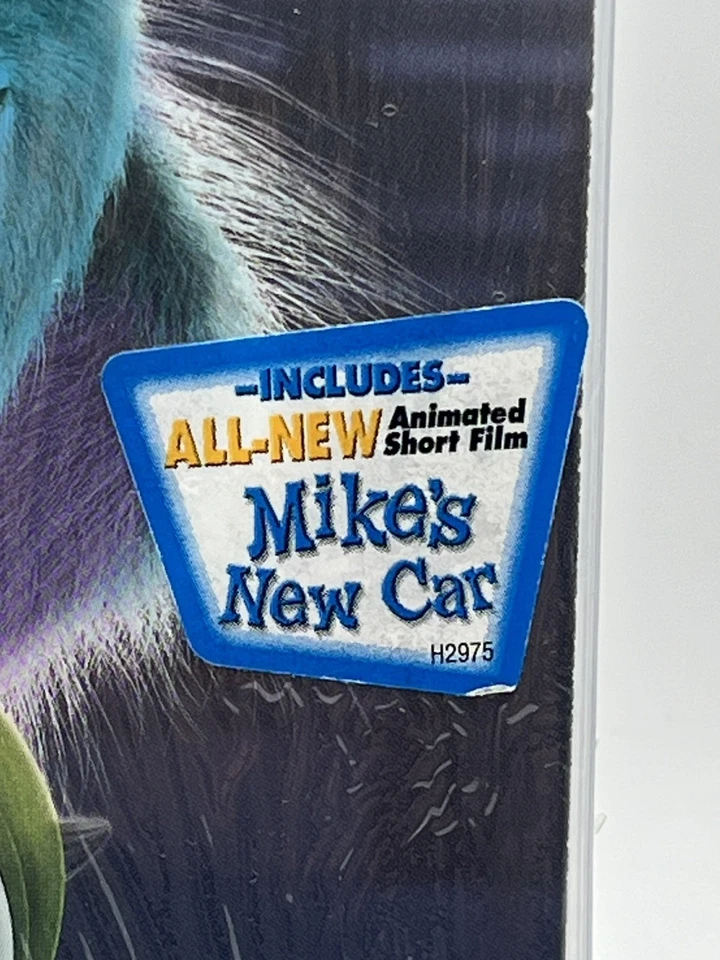 -INCLUDES-
ALL-NEW Animated Short Film
Mike's
New Car
H2975